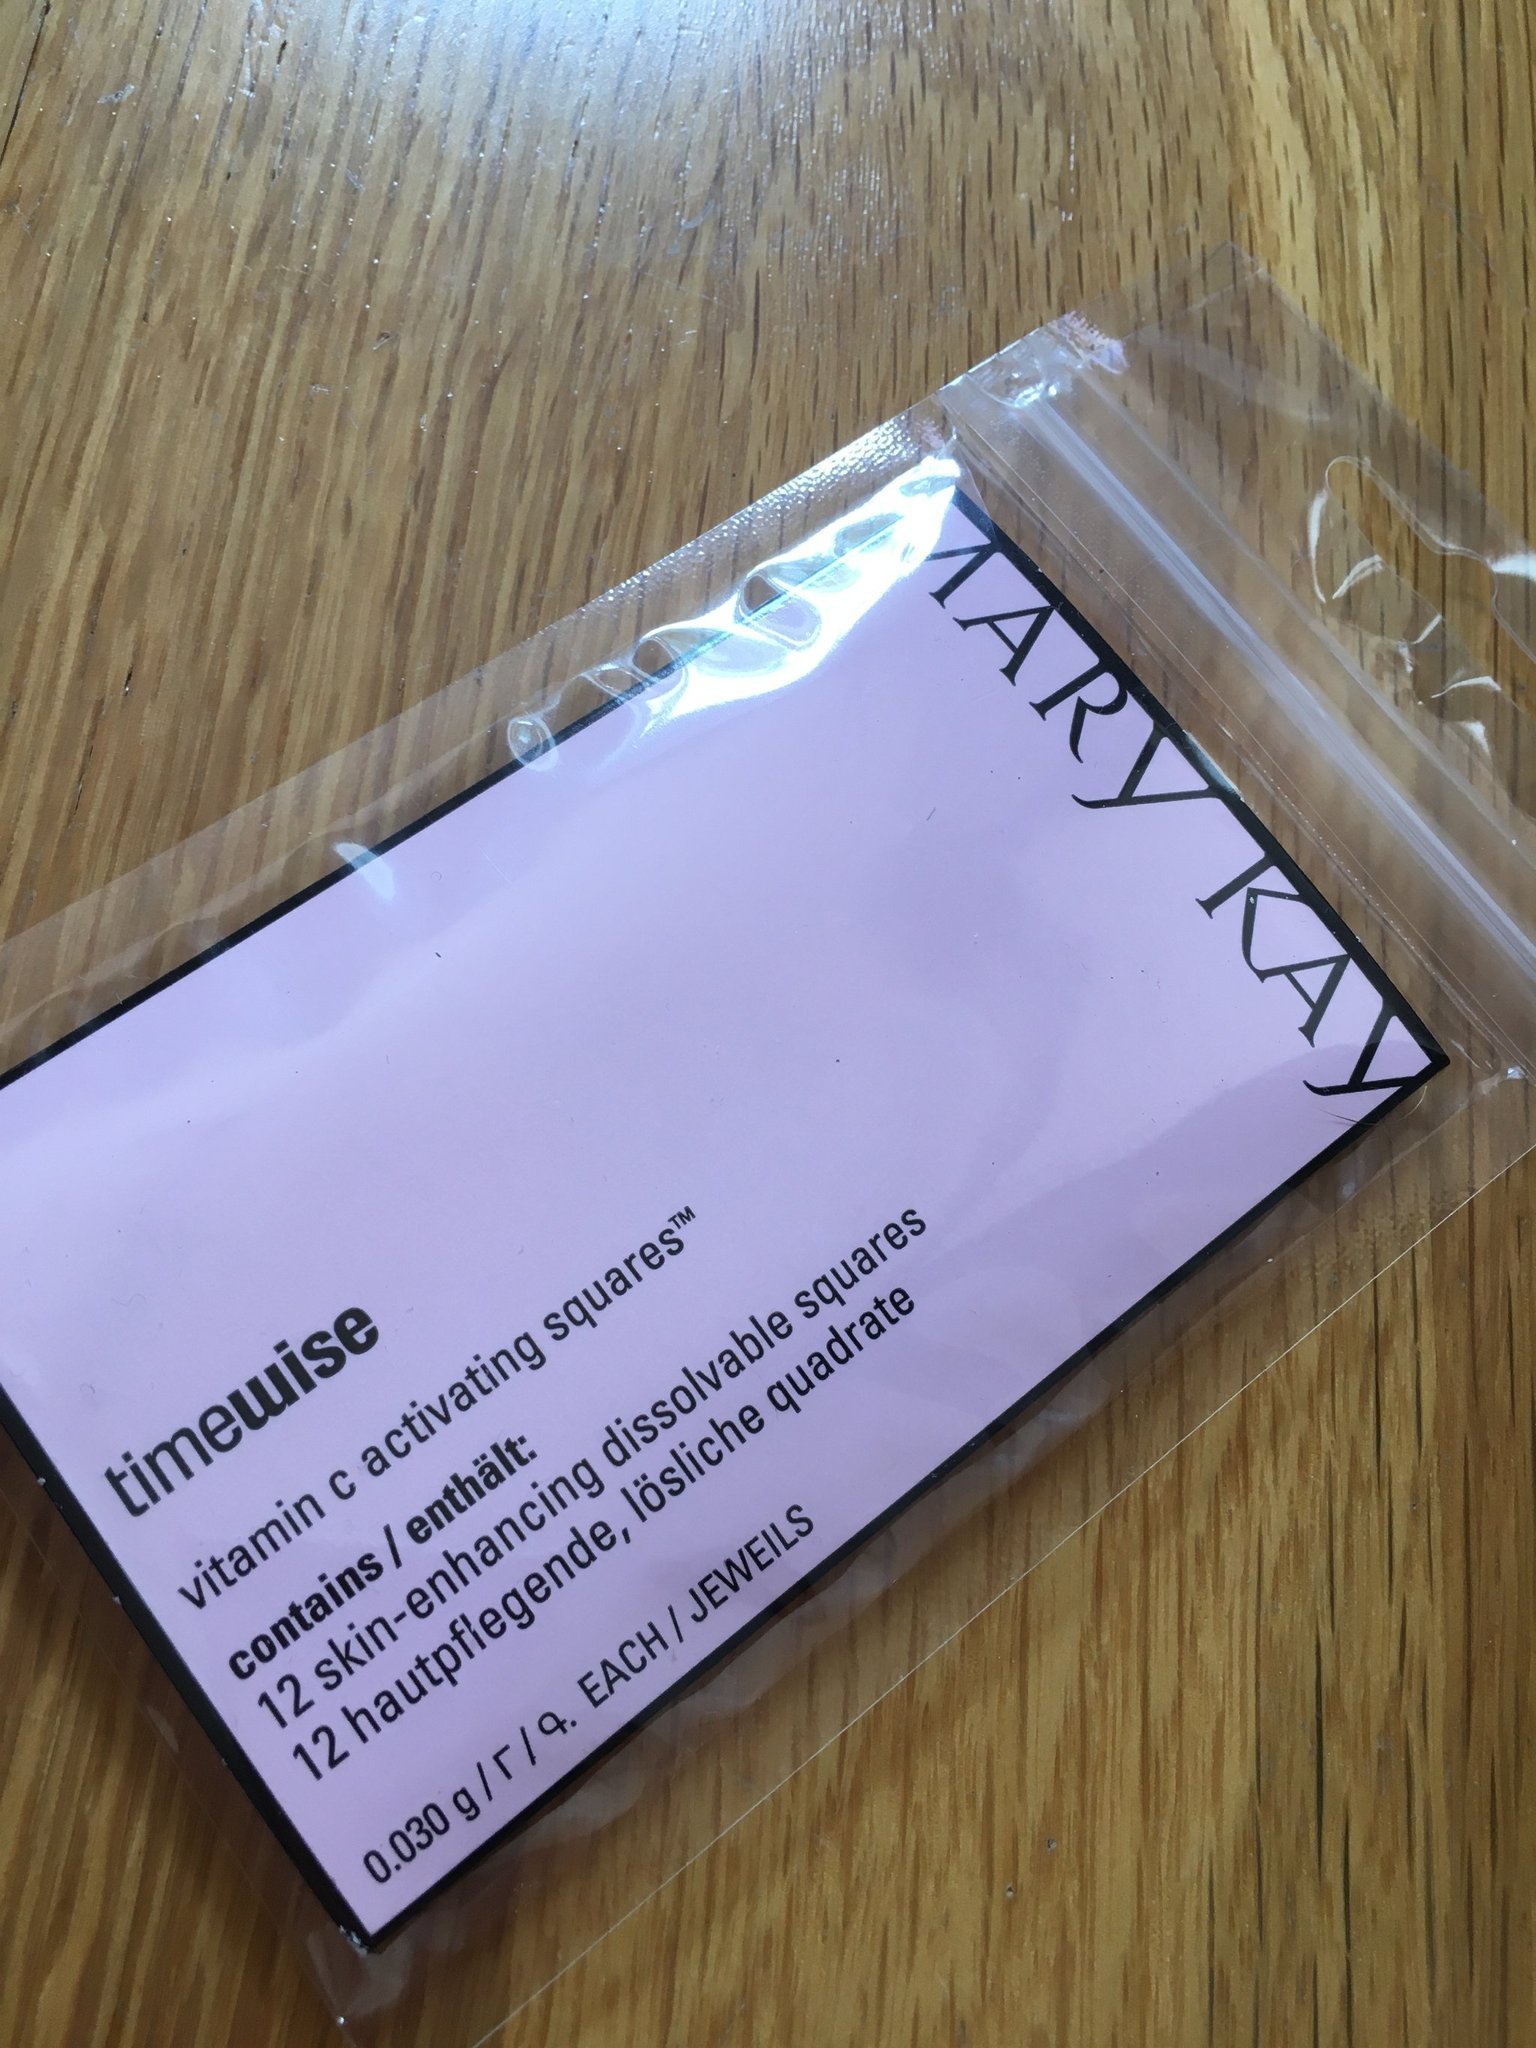 MARY KAY
timewise
vitamin c activating squares™
contains / enthält:
12 skin-enhancing dissolvable squares
12 hautpflegende, lösliche quadrate
0.030 g / г / գ. EACH / JEWEILS